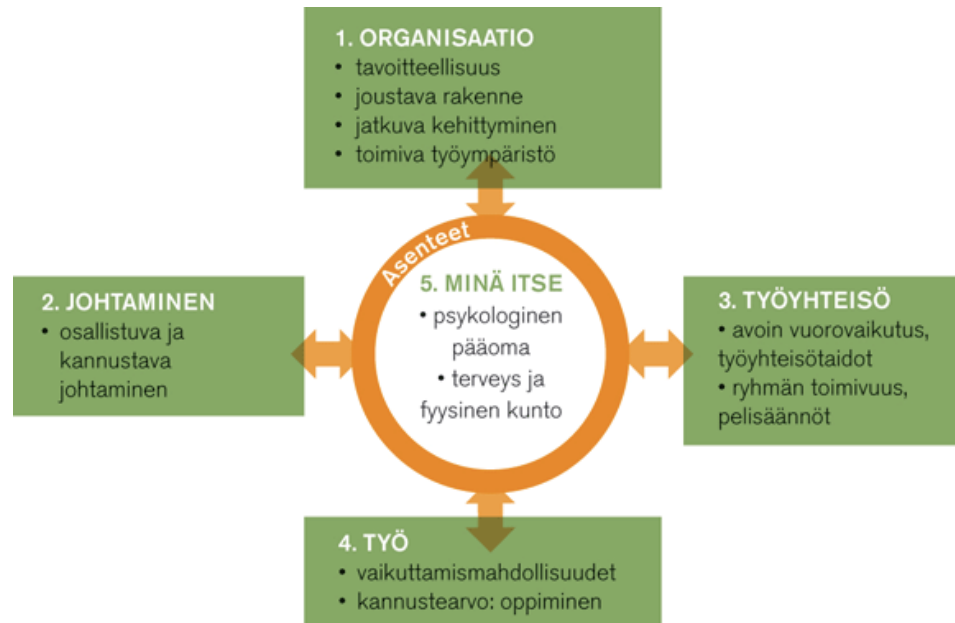 1. ORGANISAATIO
• tavoitteellisuus
• joustava rakenne
• jatkuva kehittyminen
• toimiva työympäristö
Asenteet
2. JOHTAMINEN
• osallistuva ja
kannustava
johtaminen
5. MINÄ ITSE
• psykologinen
pääoma
• terveys ja
fyysinen kunto
3. TYÖYHTEISÖ
• avoin vuorovaikutus,
työyhteisötaidot
• ryhmän toimivuus,
pelisäännöt
4. TYÖ
• vaikuttamismahdollisuudet
• kannustearvo: oppiminen